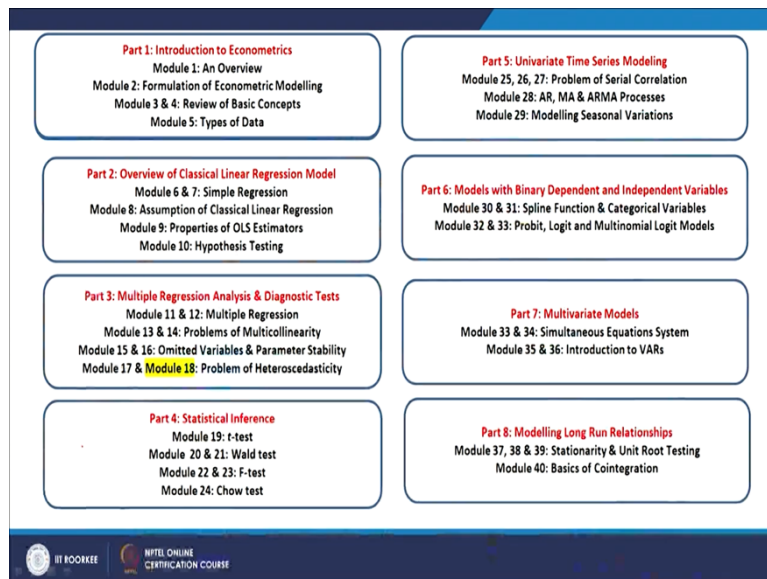 Part 1: Introduction to Econometrics
Module 1: An Overview
Module 2: Formulation of Econometric Modelling
Module 3 & 4: Review of Basic Concepts
Module 5: Types of Data
Part 2: Overview of Classical Linear Regression Model
Module 6 & 7: Simple Regression
Module 8: Assumption of Classical Linear Regression
Module 9: Properties of OLS Estimators
Module 10: Hypothesis Testing
Part 3: Multiple Regression Analysis & Diagnostic Tests
Module 11 & 12: Multiple Regression
Module 13 & 14: Problems of Multicollinarity
Module 15 & 16: Omitted Variables & Parameter Stability
Module 17 & Module 18: Problem of Heteroscedasticity
Part 4: Statistical Inference
Module 19: t-test
Module 20 & 21: Wald test
Module 22 & 23: F-test
Module 24: Chow test
Part 5: Univariate Time Series Modeling
Module 25, 26, 27: Problem of Serial Correlation
Module 28: AR, MA & ARMA Processes
Module 29: Modelling Seasonal Variations
Part 6: Models with Binary Dependent and Independent Variables
Module 30 & 31: Spline Function & Categorical Variables
Module 32 & 33: Probit, Logit and Multinomial Logit Models
Part 7: Multivariate Models
Module 33 & 34: Simultaneous Equations System
Module 35 & 36: Introduction to VARs
Part 8: Modelling Long Run Relationships
Module 37, 38 & 39: Stationarity & Unit Root Testing
Module 40: Basics of Cointegration
IIT ROORKEE
NPTEL ONLINE
CERTIFICATION COURSE